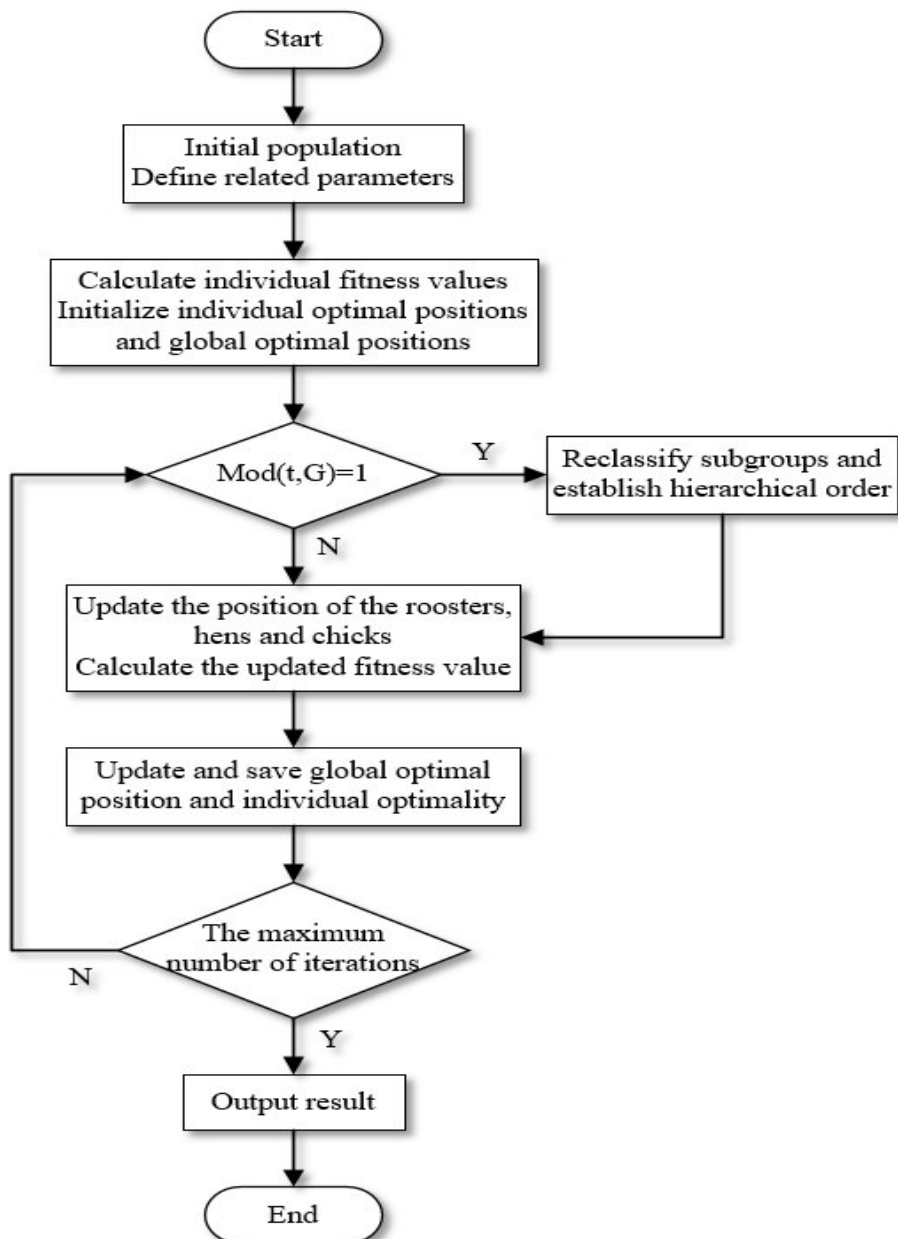 Start
Initial population
Define related parameters
Calculate individual fitness values
Initialize individual optimal positions
and global optimal positions
Mod(t,G)=1
Y
Reclassify subgroups and
establish hierarchical order
N
Update the position of the roosters,
hens and chicks
Calculate the updated fitness value
Update and save global optimal
position and individual optimality
The maximum
number of iterations
N
Y
Output result
End